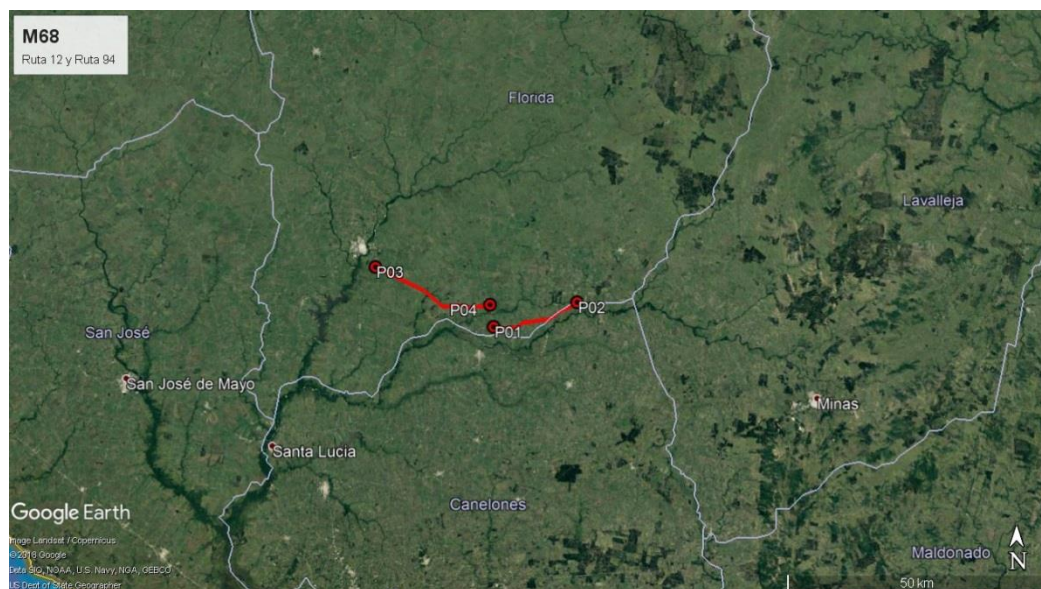 M68
Ruta 12 y Ruta 94
Florida
Lavalleja
P03
P04
P02
P01
San José
San José de Mayo
Minas
Santa Lucia
Canelones
Google Earth
Image Landsat / Copernicus
©2018 Google
Data SIO, NOAA, U.S. Navy, NGA, GEBCO
US Dept of State Geographer
Maldonado
N
50 km